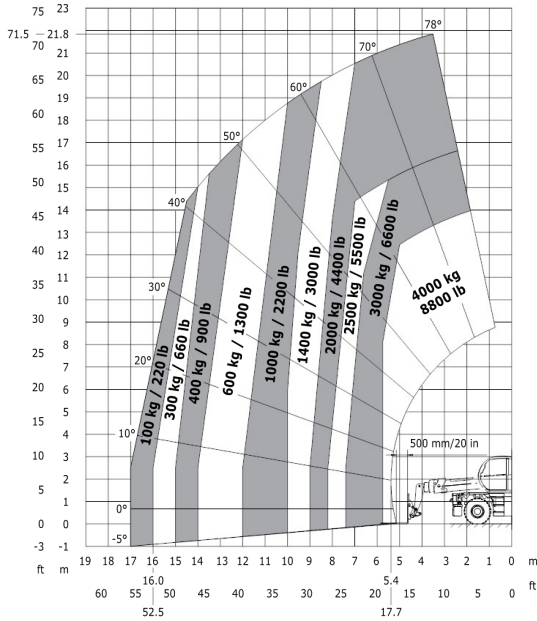 75 23 78°
71.5 21.8
70 22
21 70°
65 20
60 19 60°
18
55 17 50°
16
50 15
45 14 40°
13
40 12
11
35 10 30°
30 9
8
25 7 20°
20 6
5
15 4 10°
10 3
2
5 1 0°
0 0
-3 -1 -5°
ft m
100 kg / 220 lb
300 kg / 660 lb
400 kg / 900 lb
600 kg / 1300 lb
1000 kg / 2200 lb
1400 kg / 3000 lb
2000 kg / 4400 lb
2500 kg / 5500 lb
3000 kg / 6600 lb
4000 kg
8800 lb
500 mm/20 in
19 18 17 16 15 14 13 12 11 10 9 8 7 6 5 4 3 2 1 0 m
16.0 5.4
60 55 50 45 40 35 30 25 20 15 10 5 0 ft
52.5 17.7